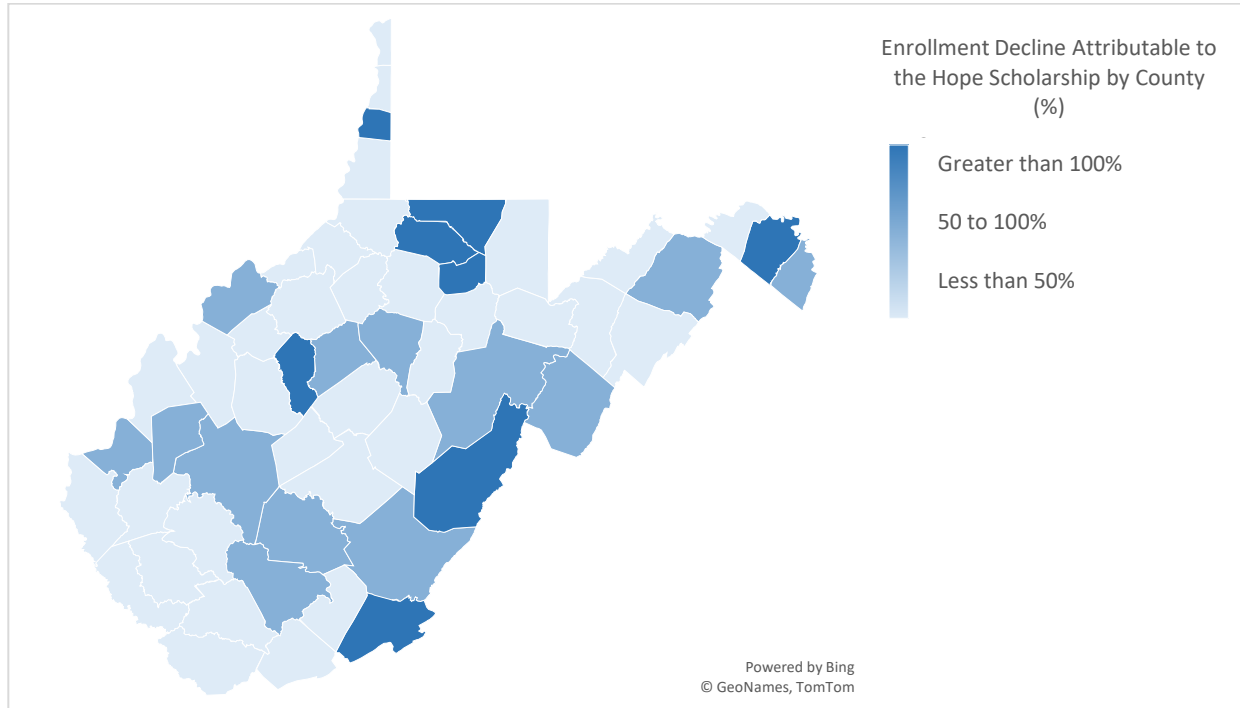 Enrollment Decline Attributable to
the Hope Scholarship by County
(%)
Greater than 100%
50 to 100%
Less than 50%
Powered by Bing
© GeoNames, TomTom